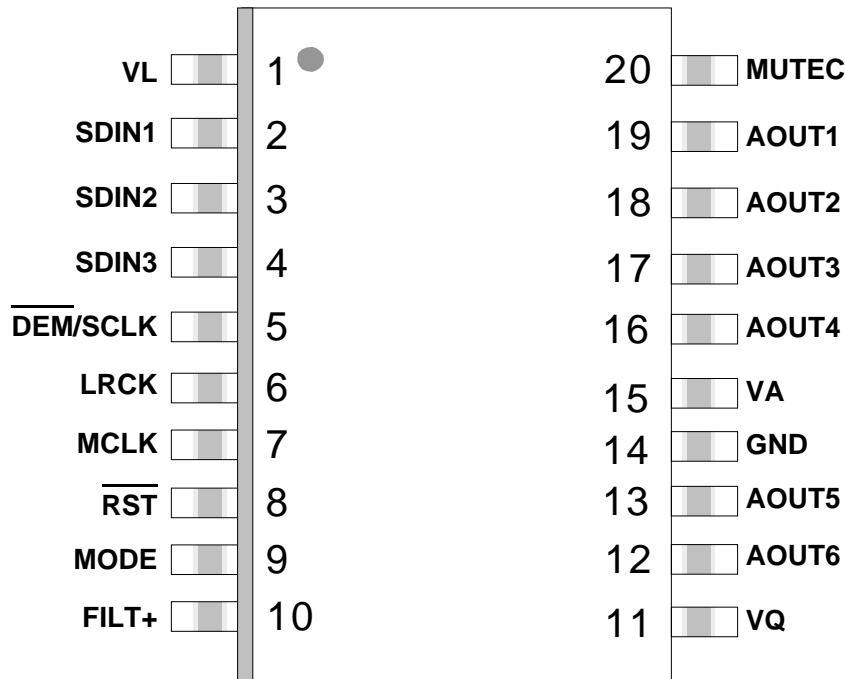 VL 1 20 MUTEC
SDIN1 2 19 AOUT1
SDIN2 3 18 AOUT2
SDIN3 4 17 AOUT3
D̅E̅M̅/SCLK 5 16 AOUT4
LRCK 6 15 VA
MCLK 7 14 GND
R̅S̅T̅ 8 13 AOUT5
MODE 9 12 AOUT6
FILT+ 10 11 VQ